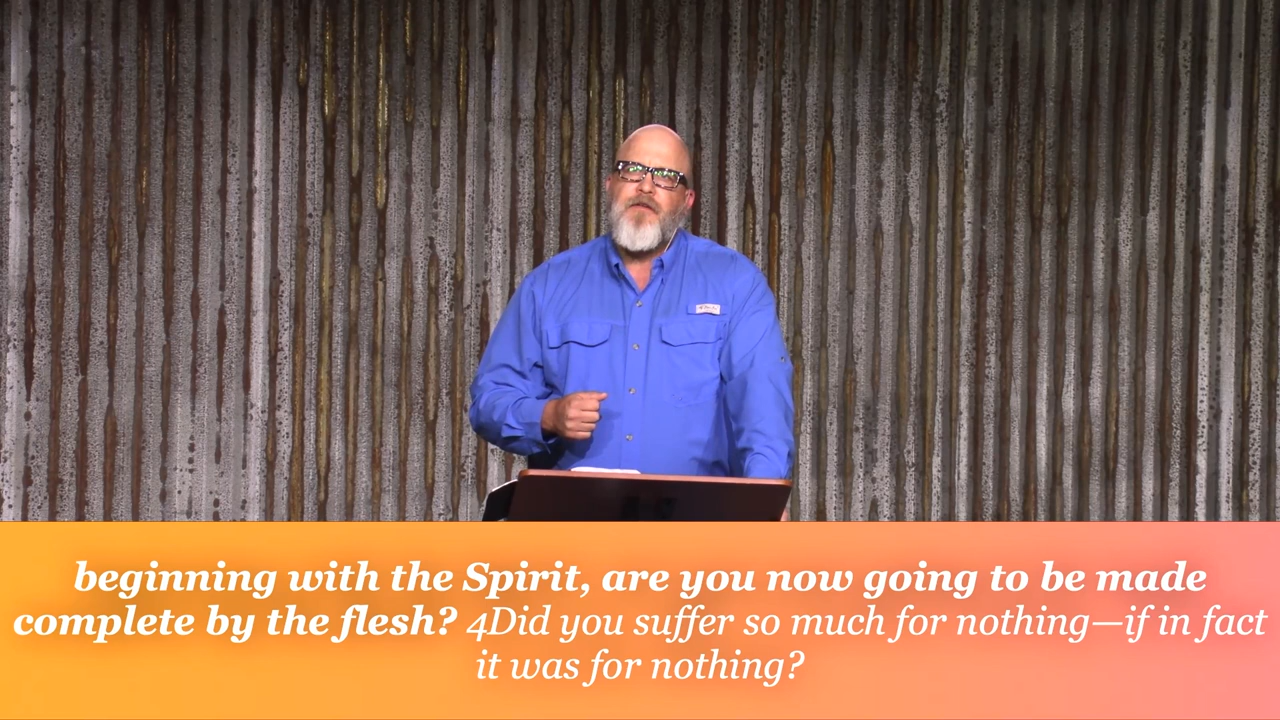 beginning with the Spirit, are you now going to be made
complete by the flesh? 4Did you suffer so much for nothing—if in fact
it was for nothing?